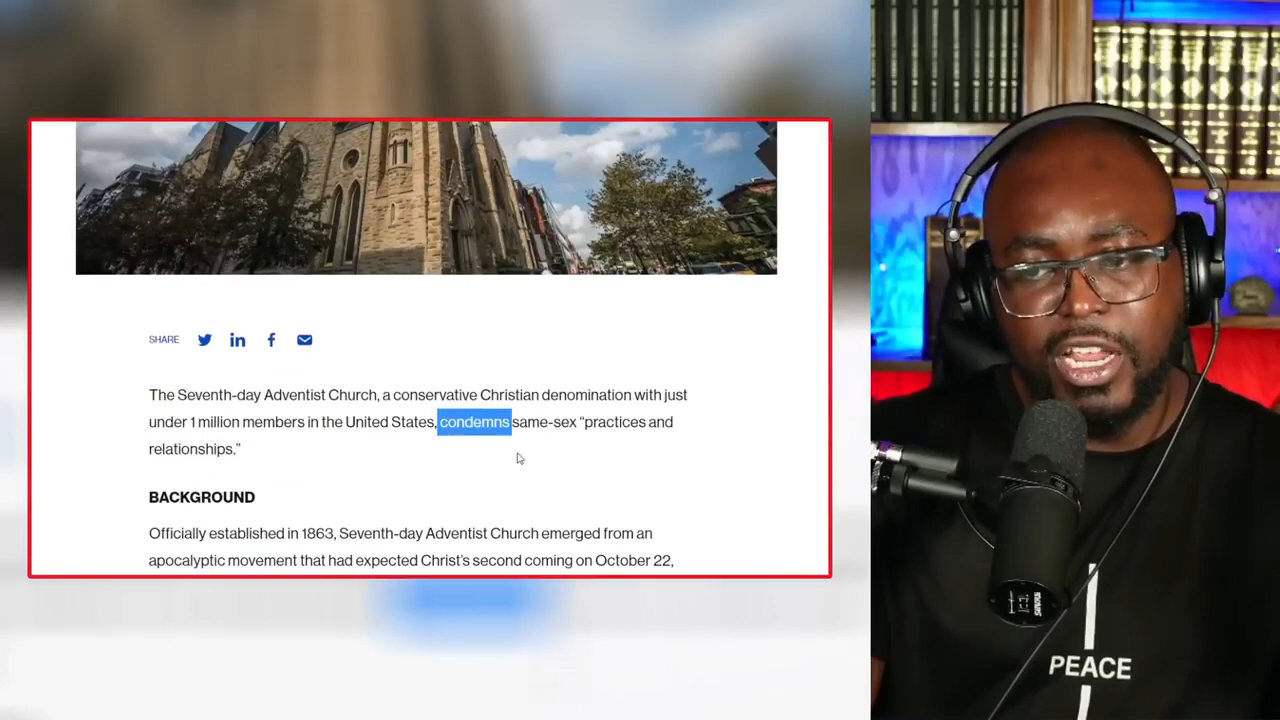 SHARE
The Seventh-day Adventist Church, a conservative Christian denomination with just
under 1 million members in the United States, condemns same-sex “practices and
relationships.”
BACKGROUND
Officially established in 1863, Seventh-day Adventist Church emerged from an
apocalyptic movement that had expected Christ’s second coming on October 22,
PEACE